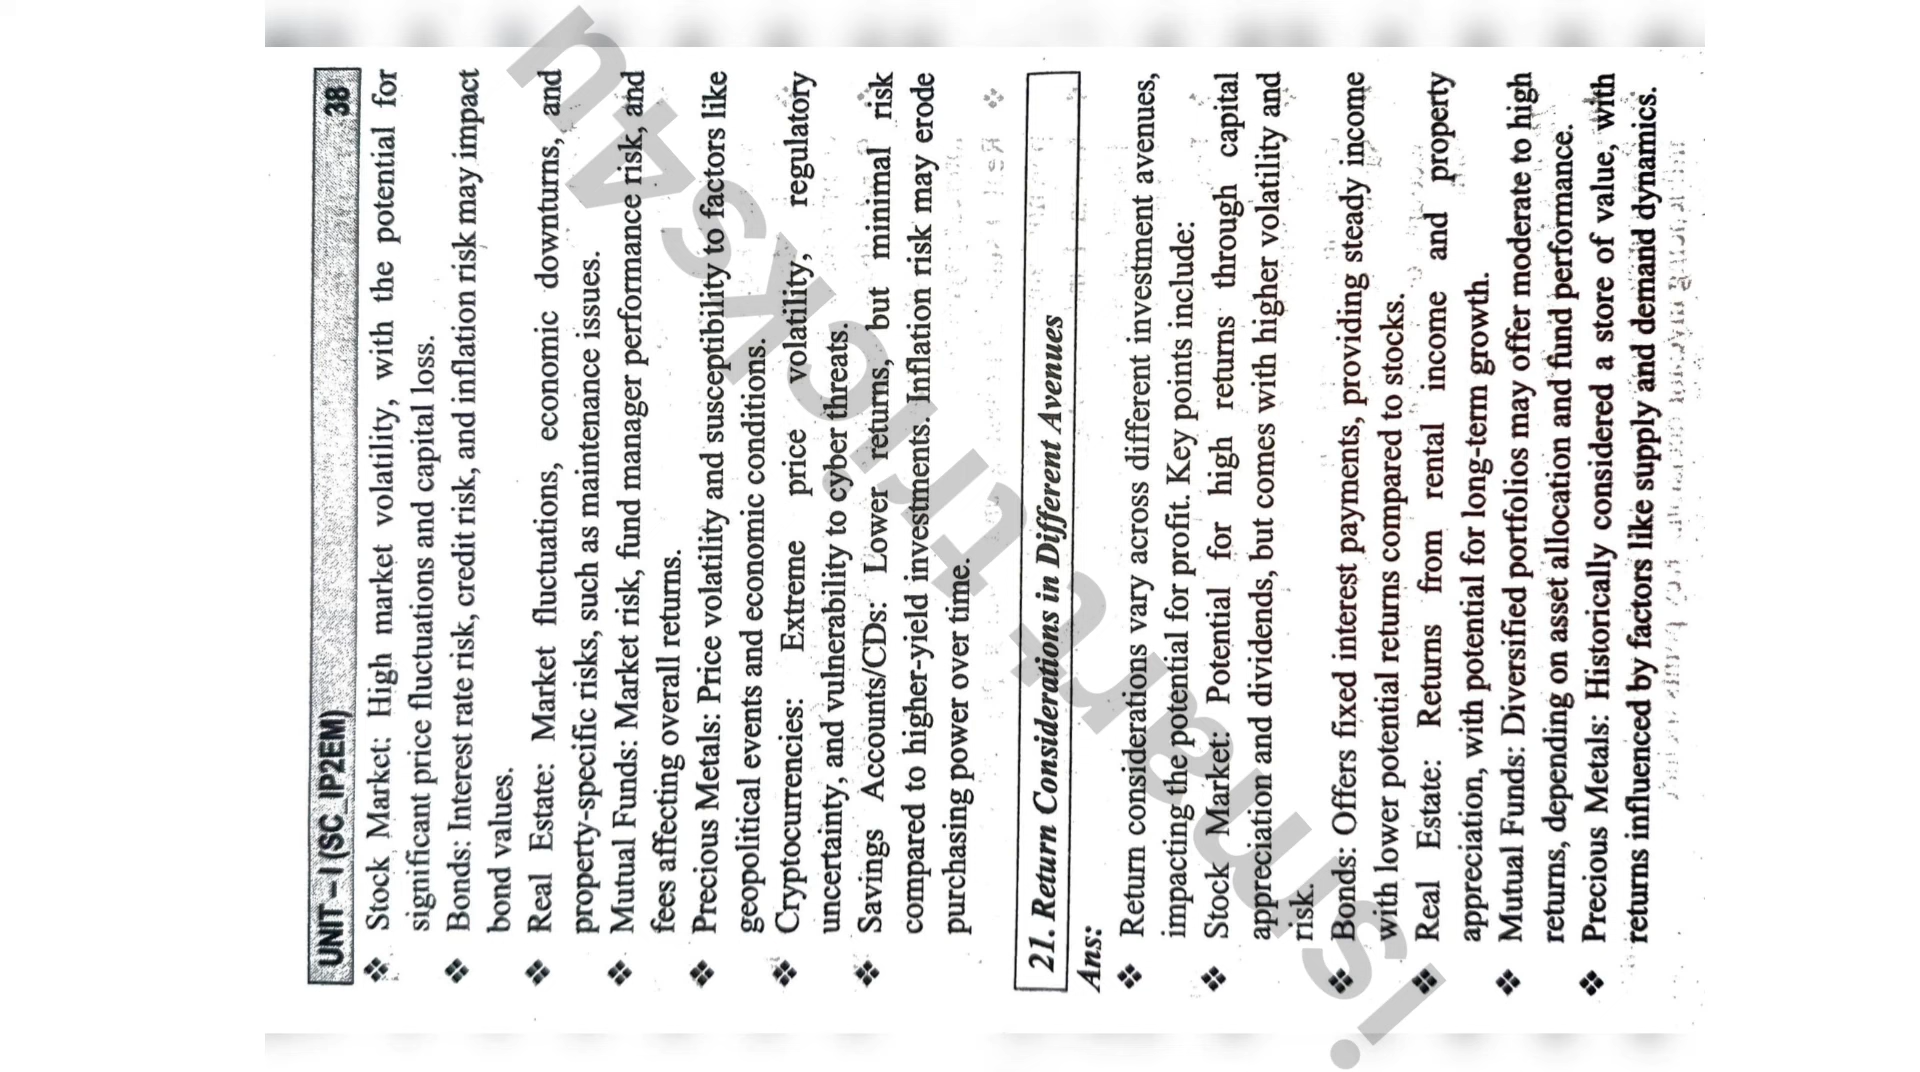 UNIT – I (SC_IP2EM) 38
❖ Stock Market: High market volatility, with the potential for
significant price fluctuations and capital loss.
❖ Bonds: Interest rate risk, credit risk, and inflation risk may impact
bond values.
❖ Real Estate: Market fluctuations, economic downturns, and
property-specific risks, such as maintenance issues.
❖ Mutual Funds: Market risk, fund manager performance risk, and
fees affecting overall returns.
❖ Precious Metals: Price volatility and susceptibility to factors like
geopolitical events and economic conditions.
❖ Cryptocurrencies: Extreme price volatility, regulatory
uncertainty, and vulnerability to cyber threats.
❖ Savings Accounts/CDs: Lower returns, but minimal risk
compared to higher-yield investments. Inflation risk may erode
purchasing power over time.
21. Return Considerations in Different Avenues
Ans:
❖ Return considerations vary across different investment avenues,
impacting the potential for profit. Key points include:
❖ Stock Market: Potential for high returns through capital
appreciation and dividends, but comes with higher volatility and
risk.
❖ Bonds: Offers fixed interest payments, providing steady income
with lower potential returns compared to stocks.
❖ Real Estate: Returns from rental income and property
appreciation, with potential for long-term growth.
❖ Mutual Funds: Diversified portfolios may offer moderate to high
returns, depending on asset allocation and fund performance.
❖ Precious Metals: Historically considered a store of value, with
returns influenced by factors like supply and demand dynamics.